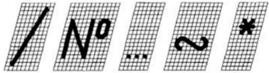 / № ... ~ *